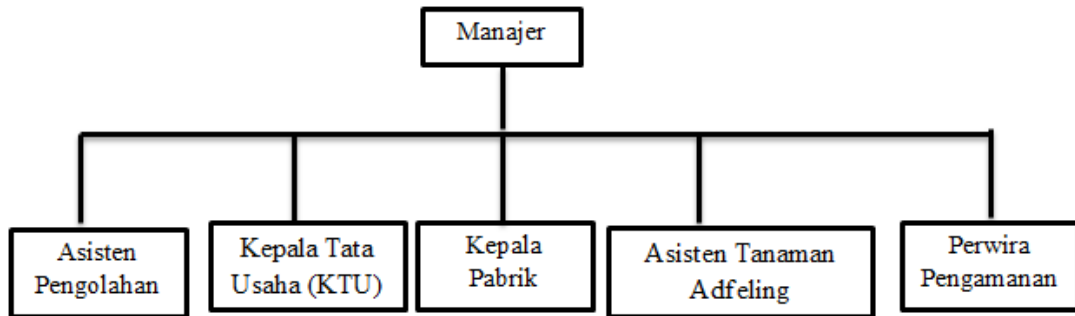 Manajer
Asisten
Pengolahan
Kepala Tata
Usaha (KTU)
Kepala
Pabrik
Asisten Tanaman
Adfeling
Perwira
Pengamanan